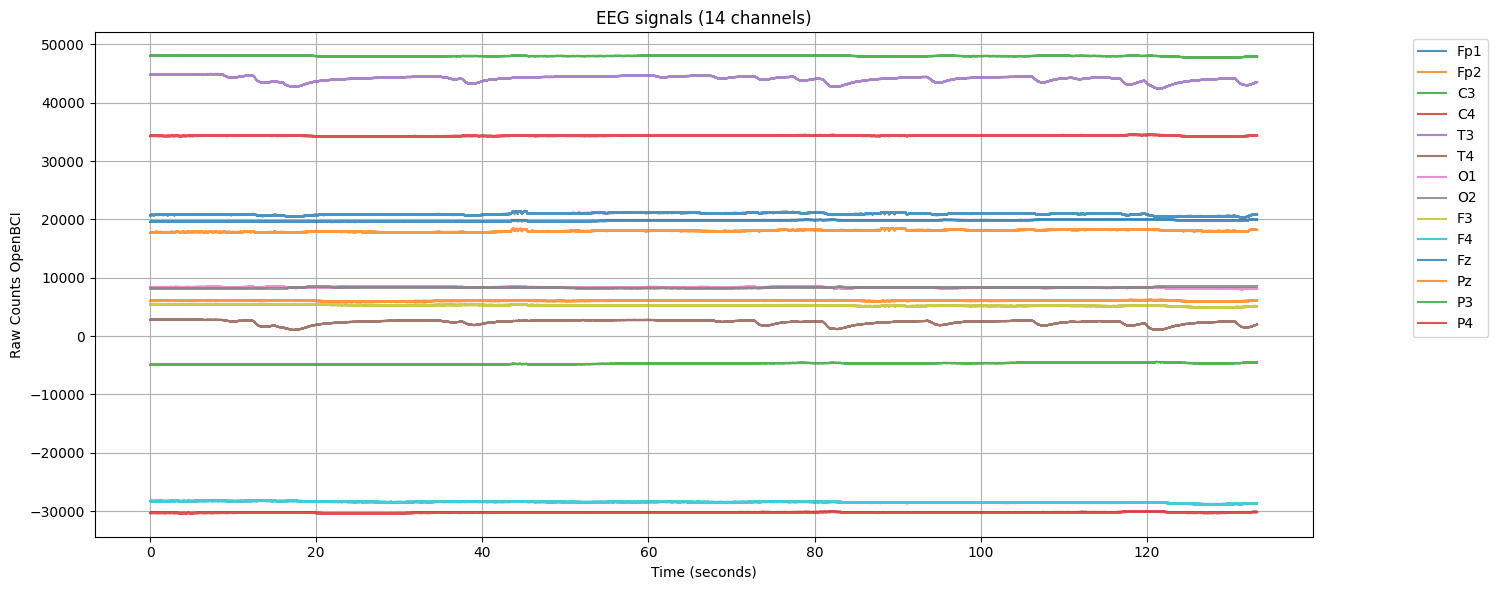 EEG signals (14 channels)
Raw Counts OpenBCI
50000
40000
30000
20000
10000
0
−10000
−20000
−30000
0 20 40 60 80 100 120
Time (seconds)
Fp1
Fp2
C3
C4
T3
T4
O1
O2
F3
F4
Fz
Pz
P3
P4